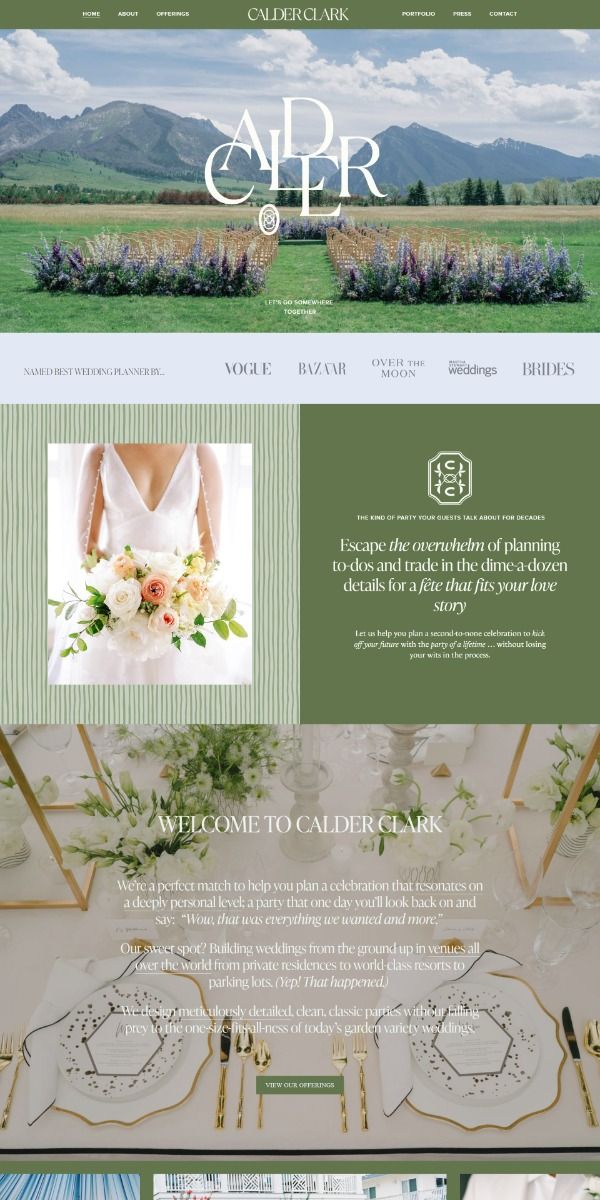 HOME ABOUT OFFERINGS CALDER CLARK PORTFOLIO PRESS CONTACT
CALDER
LET'S GO SOMEWHERE
TOGETHER
NAMED BEST WEDDING PLANNER BY... VOGUE BAZAAR OVER THE MOON MARTHA STEWART weddings BRIDES
C
C
THE KIND OF PARTY YOUR GUESTS TALK ABOUT FOR DECADES
Escape the overwhelm of planning
to-dos and trade in the dime-a-dozen
details for a fête that fits your love
story
Let us help you plan a second-to-none celebration to kick
off your future with the party of a lifetime ... without losing
your wits in the process.
WELCOME TO CALDER CLARK
We're a perfect match to help you plan a celebration that resonates on
a deeply personal level; a party that one day you'll look back on and
say: “Wow, that was everything we wanted and more.”
Our sweet spot? Building weddings from the ground up in venues all
over the world from private residences to world-class resorts to
parking lots. (Yep! That happened.)
We design meticulously detailed, clean, classic parties without falling
prey to the one-size-fits-all-ness of today's garden variety weddings.
VIEW OUR OFFERINGS